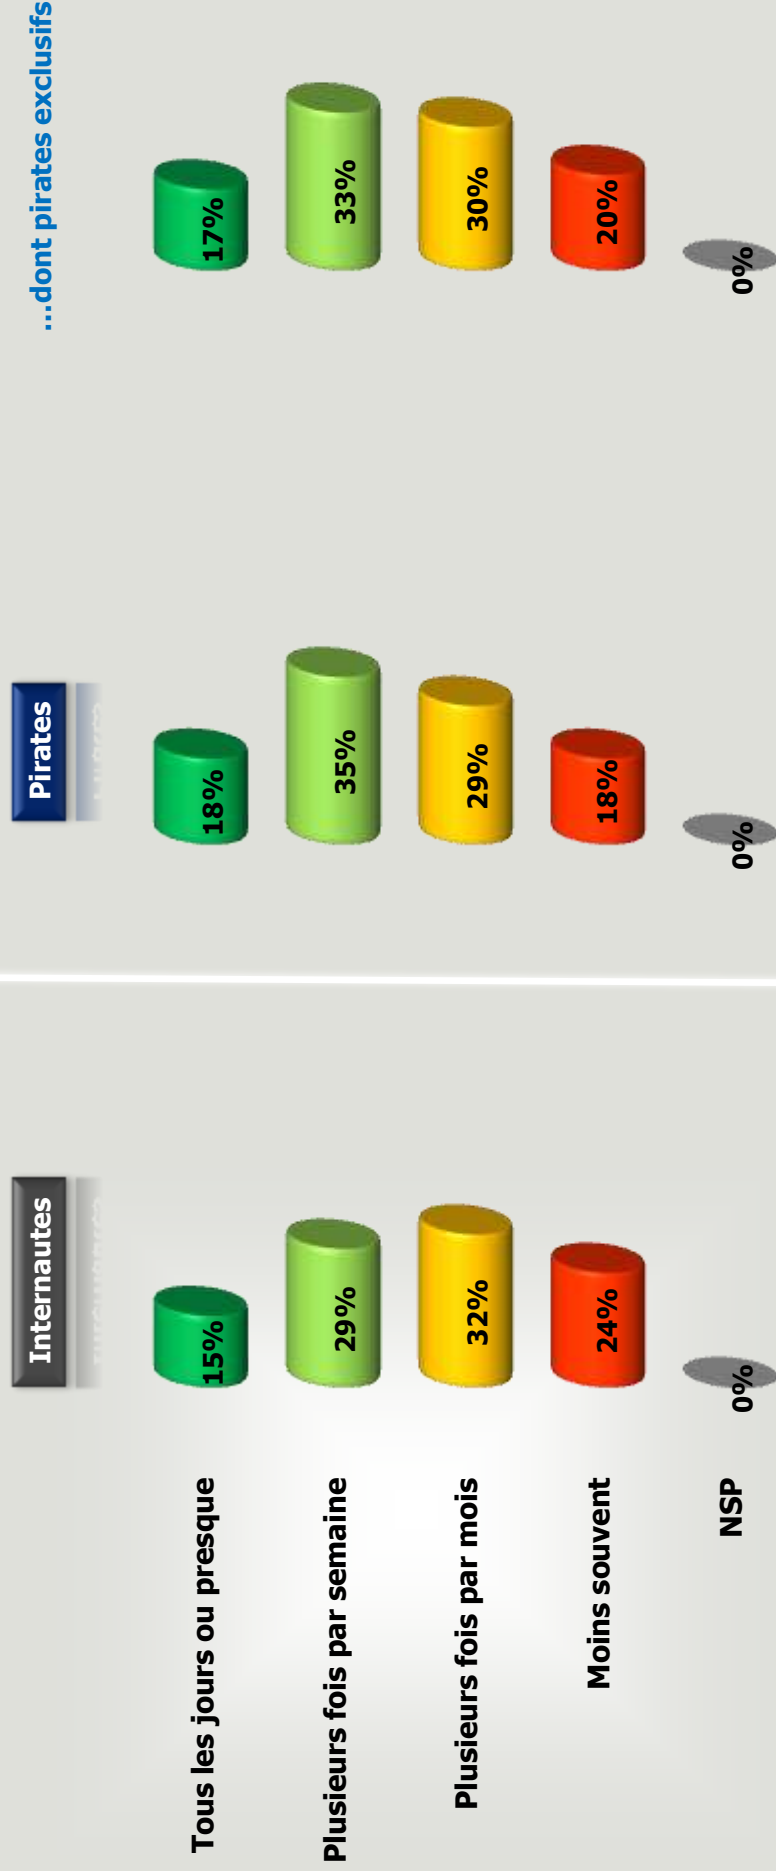 Internautes
Pirates
...dont pirates exclusifs
Tous les jours ou presque
15%
18%
17%
Plusieurs fois par semaine
29%
35%
33%
Plusieurs fois par mois
32%
29%
30%
Moins souvent
24%
18%
20%
NSP
0%
0%
0%